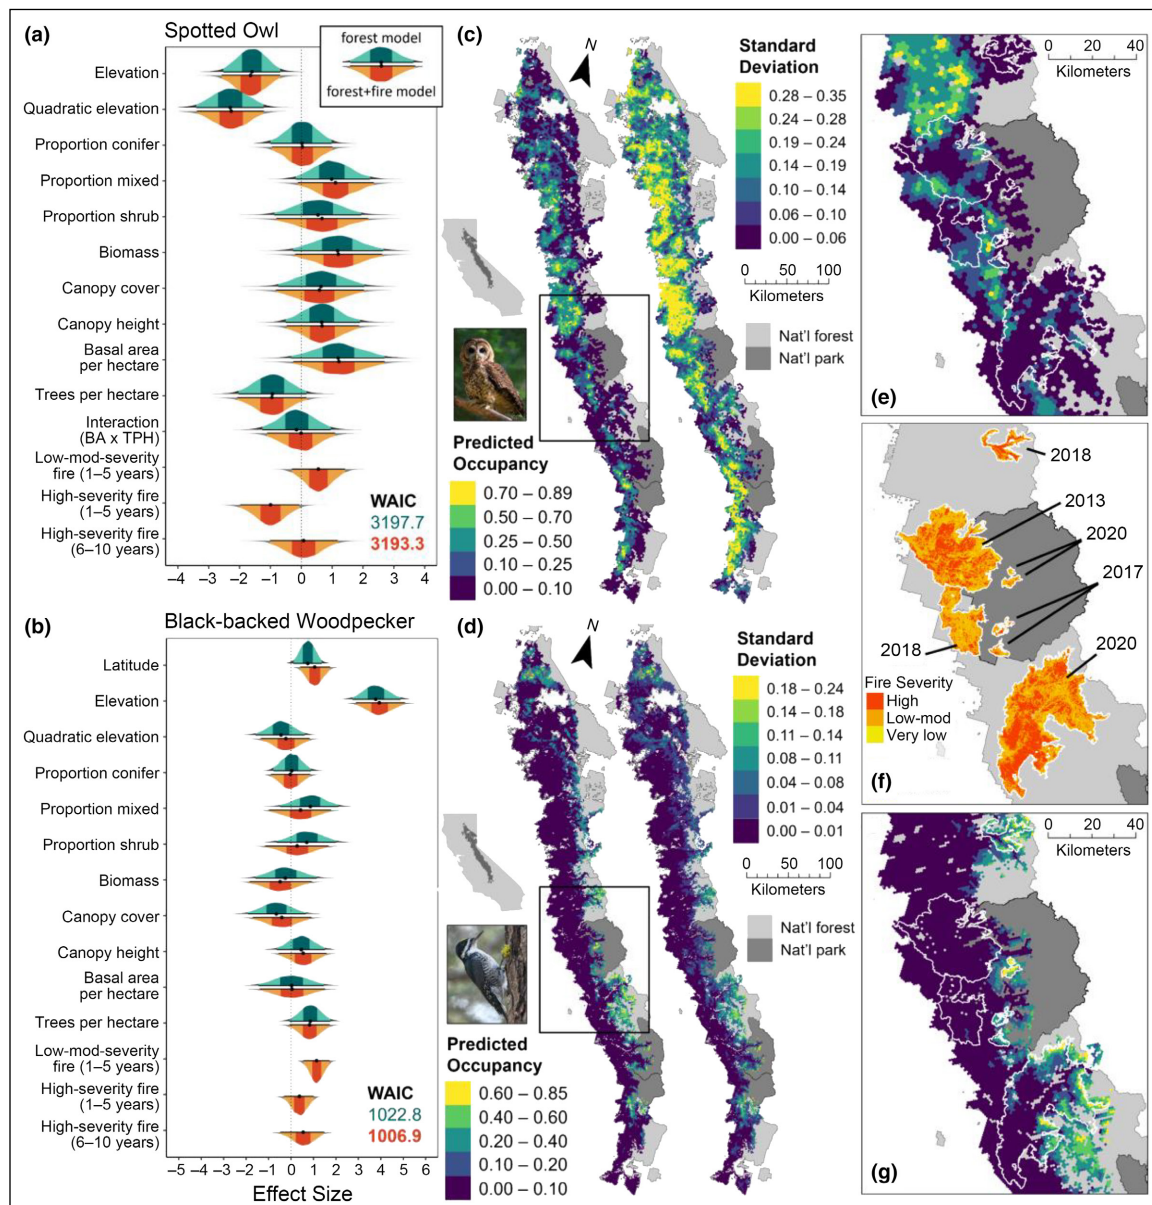 (a)
Spotted Owl
forest model
forest+fire model
Elevation
Quadratic elevation
Proportion conifer
Proportion mixed
Proportion shrub
Biomass
Canopy cover
Canopy height
Basal area
per hectare
Trees per hectare
Interaction
(BA x TPH)
Low-mod-severity
fire (1–5 years)
High-severity fire
(1–5 years)
High-severity fire
(6–10 years)
WAIC
3197.7
3193.3
−4 −3 −2 −1 0 1 2 3 4
(b)
Black-backed Woodpecker
Latitude
Elevation
Quadratic elevation
Proportion conifer
Proportion mixed
Proportion shrub
Biomass
Canopy cover
Canopy height
Basal area
per hectare
Trees per hectare
Low-mod-severity
fire (1–5 years)
High-severity fire
(1–5 years)
High-severity fire
(6–10 years)
WAIC
1022.8
1006.9
−5 −4 −3 −2 −1 0 1 2 3 4 5 6
Effect Size
(c)
N
Standard
Deviation
0.28 – 0.35
0.24 – 0.28
0.19 – 0.24
0.14 – 0.19
0.10 – 0.14
0.06 – 0.10
0.00 – 0.06
0 50 100
Kilometers
Nat'l forest
Nat'l park
Predicted
Occupancy
0.70 – 0.89
0.50 – 0.70
0.25 – 0.50
0.10 – 0.25
0.00 – 0.10
(d)
N
Standard
Deviation
0.18 – 0.24
0.14 – 0.18
0.11 – 0.14
0.08 – 0.11
0.04 – 0.08
0.01 – 0.04
0.00 – 0.01
0 50 100
Kilometers
Nat'l forest
Nat'l park
Predicted
Occupancy
0.60 – 0.85
0.40 – 0.60
0.20 – 0.40
0.10 – 0.20
0.00 – 0.10
0 20 40
Kilometers
(e)
2018
2013
2020
2017
2018
2020
Fire Severity
High
Low-mod
Very low
(f)
0 20 40
Kilometers
(g)